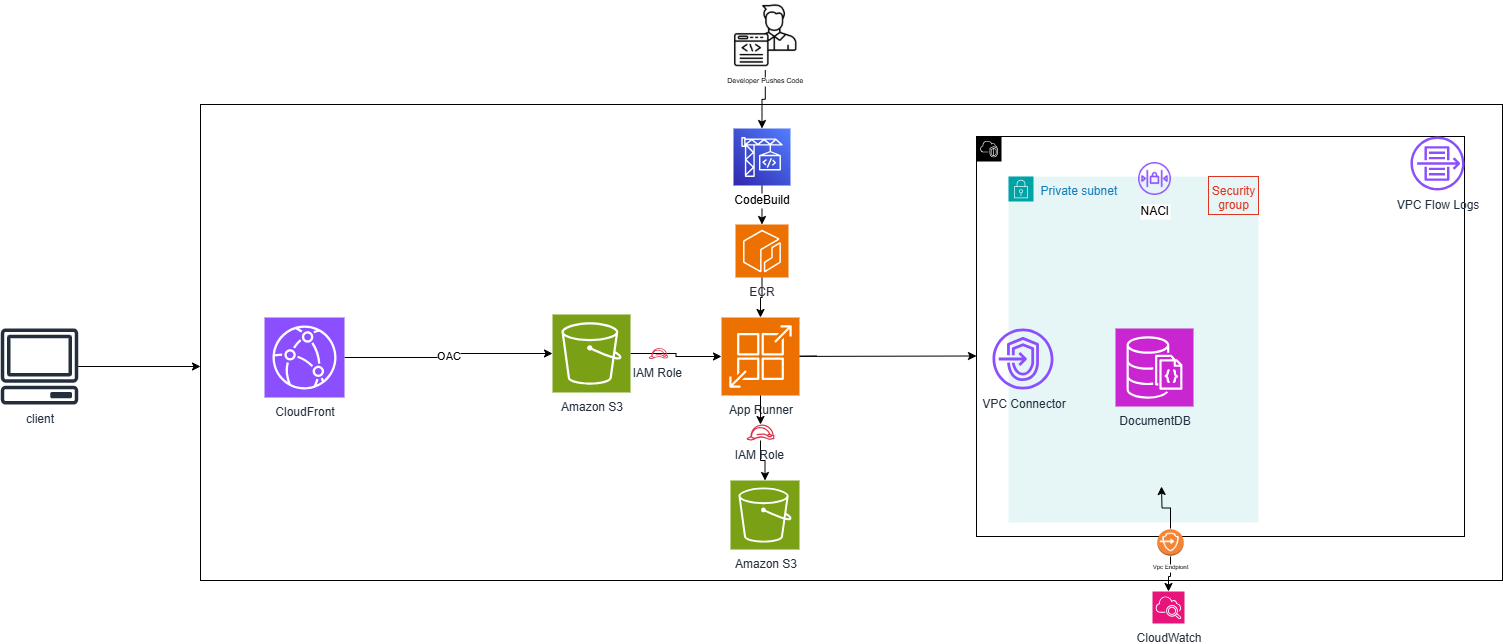 Developer Pushes Code
CodeBuild
Private subnet
Security
group
NACl
VPC Flow Logs
ECR
client
CloudFront
OAC
Amazon S3
IAM Role
App Runner
VPC Connector
DocumentDB
IAM Role
Amazon S3
Vpc Endpionl
CloudWatch